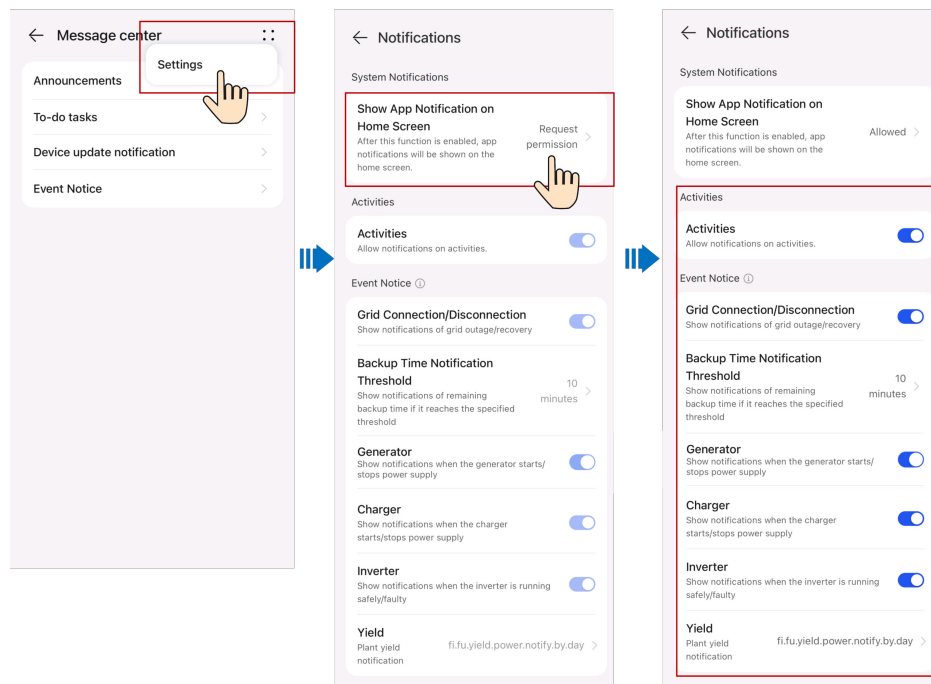 Message center
Settings
Announcements
To-do tasks
Device update notification
Event Notice
Notifications
System Notifications
Show App Notification on
Home Screen
After this function is enabled, app
notifications will be shown on the
home screen.
Request
permission
Activities
Activities
Allow notifications on activities.
Event Notice
Grid Connection/Disconnection
Show notifications of grid outage/recovery
Backup Time Notification
Threshold
Show notifications of remaining
backup time if it reaches the specified
threshold
10
minutes
Generator
Show notifications when the generator starts/
stops power supply
Charger
Show notifications when the charger
starts/stops power supply
Inverter
Show notifications when the inverter is running
safely/faulty
Yield
Plant yield
notification
fi.fu.yield.power.notify.by.day
Notifications
System Notifications
Show App Notification on
Home Screen
After this function is enabled, app
notifications will be shown on the
home screen.
Allowed
Activities
Activities
Allow notifications on activities.
Event Notice
Grid Connection/Disconnection
Show notifications of grid outage/recovery
Backup Time Notification
Threshold
Show notifications of remaining
backup time if it reaches the specified
threshold
10
minutes
Generator
Show notifications when the generator starts/
stops power supply
Charger
Show notifications when the charger
starts/stops power supply
Inverter
Show notifications when the inverter is running
safely/faulty
Yield
Plant yield
notification
fi.fu.yield.power.notify.by.day